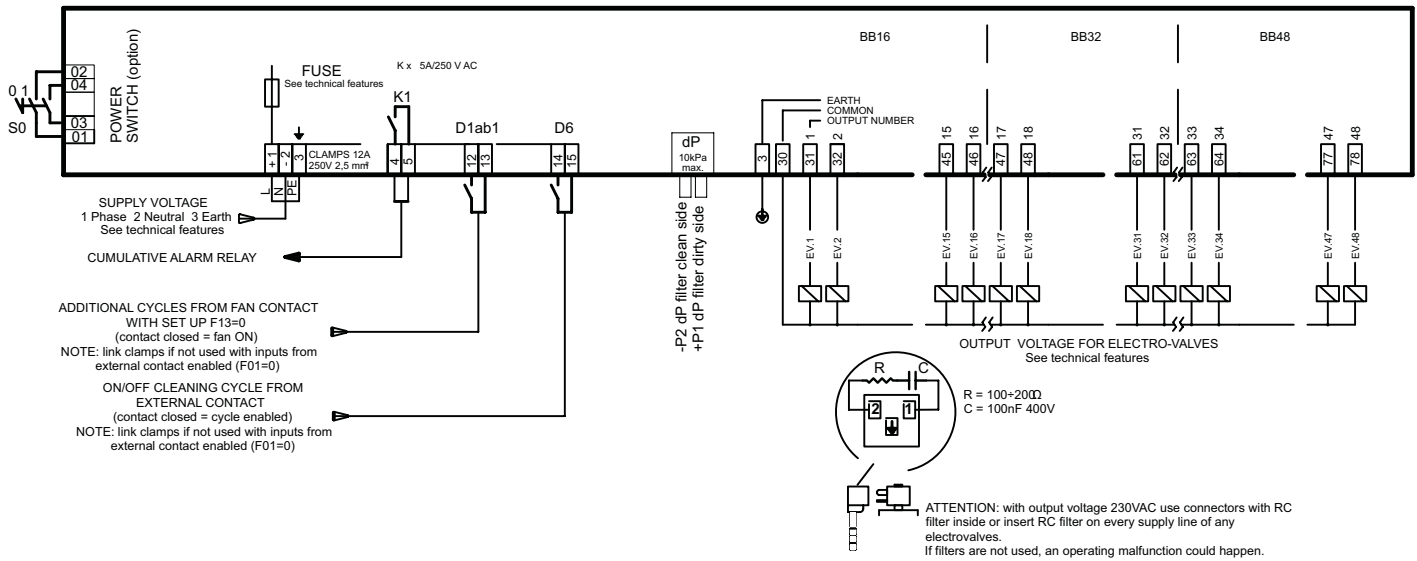 BB16
BB32
BB48
02
04
03
01
0 1
S0
POWER
SWITCH (option)
FUSE
See technical features
K x 5A/250 V AC
K1
D1ab1
D6
+ 1
- 2
3
CLAMPS 12A
250V 2,5 mm²
4
5
12
13
14
15
L
N
PE
dP
10kPa
max.
-P2 dP filter clean side
+P1 dP filter dirty side
EARTH
COMMON
OUTPUT NUMBER
1
2
15
16
17
18
31
32
33
34
47
48
3
30
31
32
45
46
47
48
61
62
63
64
77
78
EV.1
EV.2
EV.15
EV.16
EV.17
EV.18
EV.31
EV.32
EV.33
EV.34
EV.47
EV.48
SUPPLY VOLTAGE
1 Phase 2 Neutral 3 Earth
See technical features
CUMULATIVE ALARM RELAY
ADDITIONAL CYCLES FROM FAN CONTACT
WITH SET UP F13=0
(contact closed = fan ON)
NOTE: link clamps if not used with inputs from
external contact enabled (F01=0)
ON/OFF CLEANING CYCLE FROM
EXTERNAL CONTACT
(contact closed = cycle enabled)
NOTE: link clamps if not used with inputs from
external contact enabled (F01=0)
OUTPUT VOLTAGE FOR ELECTRO-VALVES
See technical features
R
C
2
1
R = 100÷200Ω
C = 100nF 400V
ATTENTION: with output voltage 230VAC use connectors with RC
filter inside or insert RC filter on every supply line of any
electrovalves.
If filters are not used, an operating malfunction could happen.